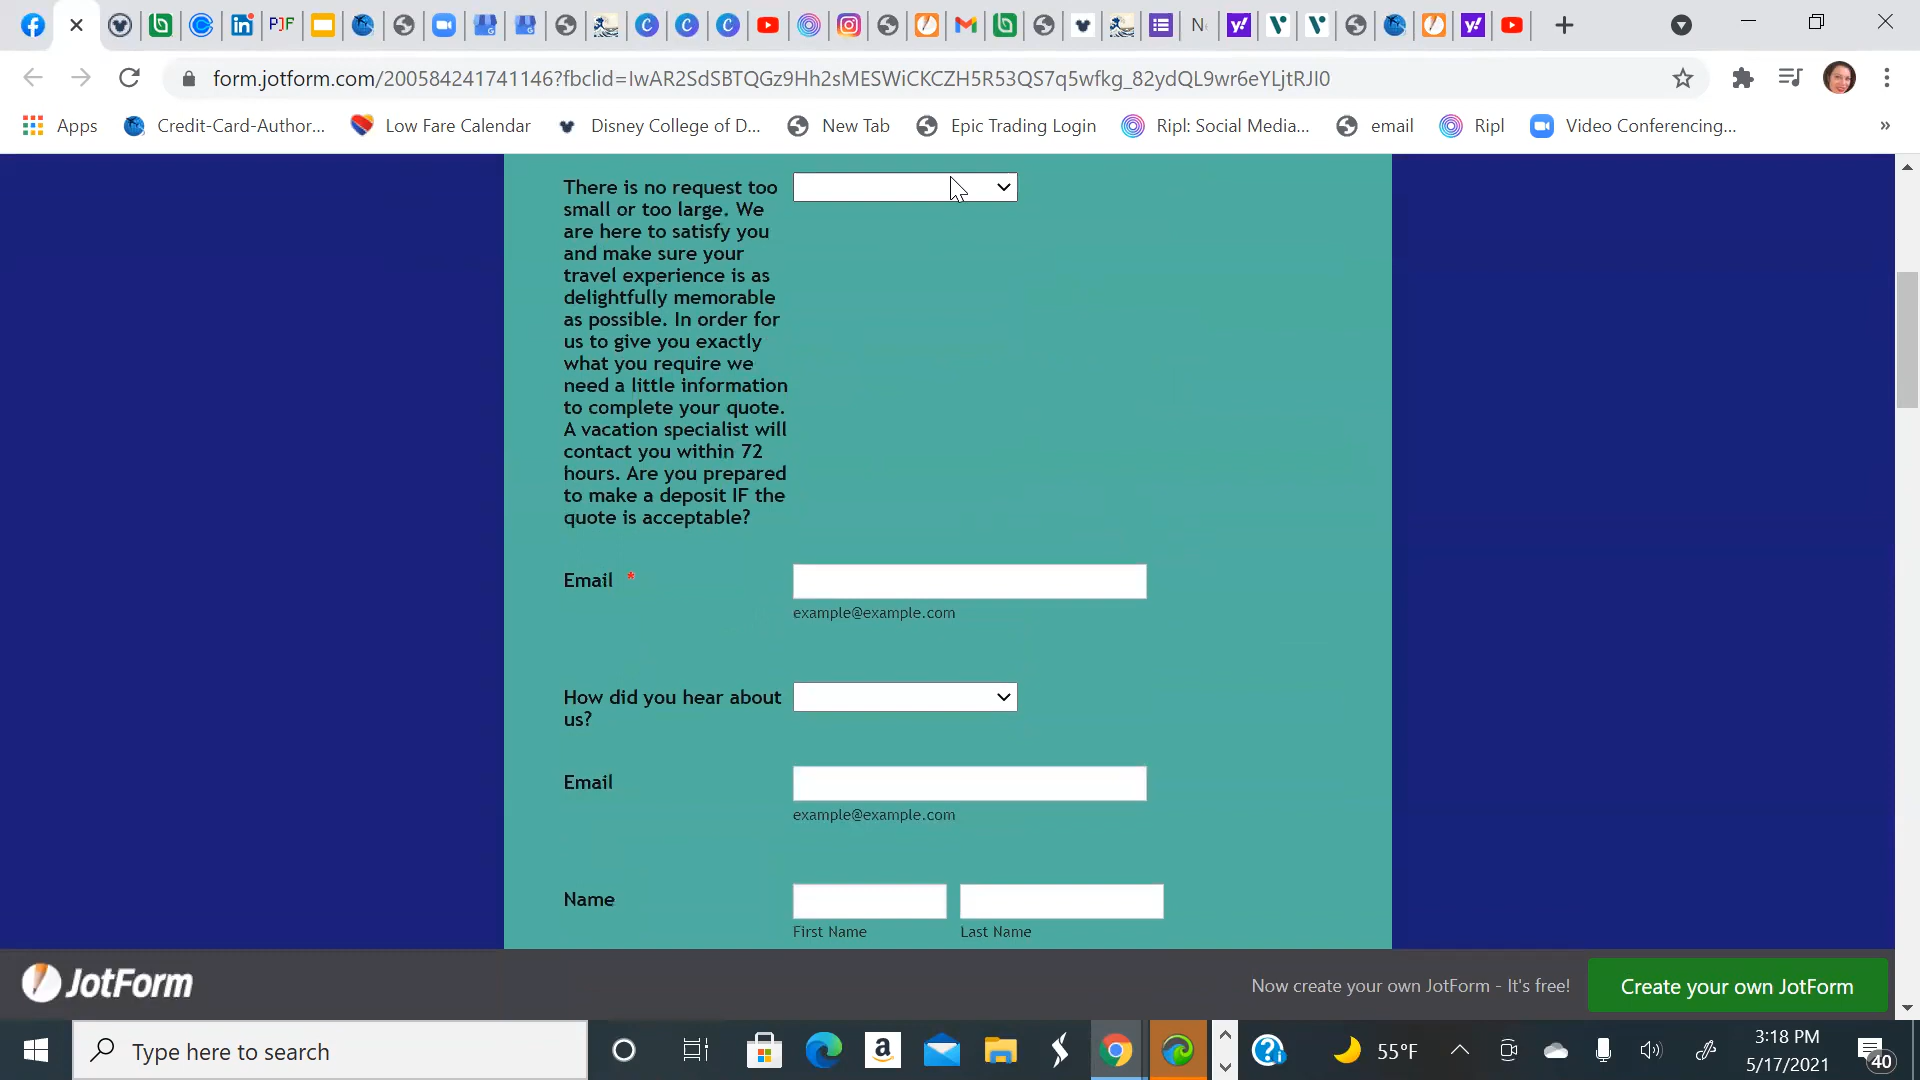 PJF
N
form.jotform.com/200584241741146?fbclid=IwAR2SdSBTQGz9Hh2sMESWiCKCZH5R53QS7q5wfkg_82ydQL9wr6eYLjtRJI0
Apps Credit-Card-Author... Low Fare Calendar Disney College of D... New Tab Epic Trading Login Ripl: Social Media... email Ripl Video Conferencing... »
There is no request too
small or too large. We
are here to satisfy you
and make sure your
travel experience is as
delightfully memorable
as possible. In order for
us to give you exactly
what you require we
need a little information
to complete your quote.
A vacation specialist will
contact you within 72
hours. Are you prepared
to make a deposit IF the
quote is acceptable?
Email *
example@example.com
How did you hear about
us?
Email
example@example.com
Name
First Name Last Name
JotForm
Now create your own JotForm - It's free!
Create your own JotForm
Type here to search
55°F
3:18 PM
5/17/2021
40